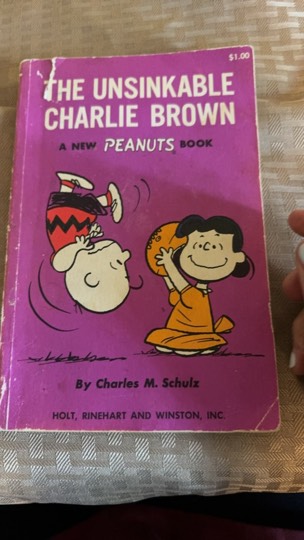 $1.00
THE UNSINKABLE
CHARLIE BROWN
A NEW PEANUTS BOOK
By Charles M. Schulz
HOLT, RINEHART AND WINSTON, INC.